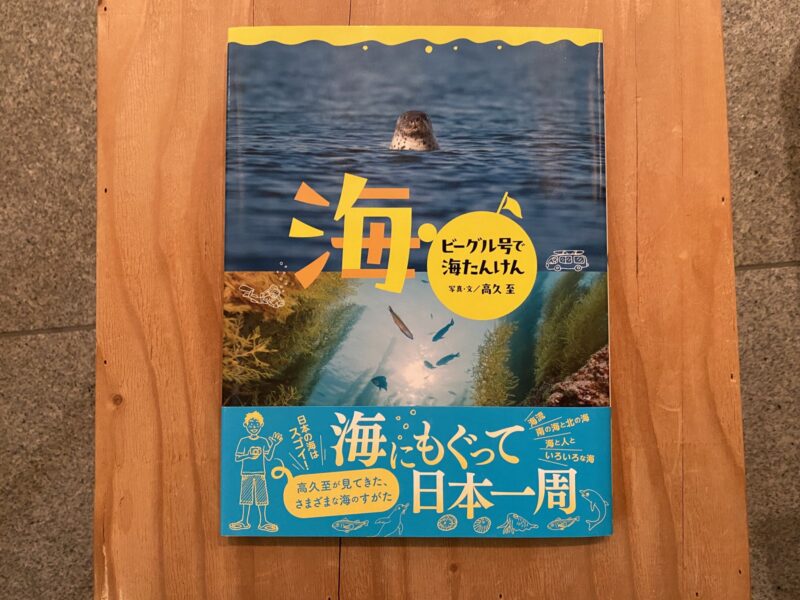 海
ビーグル号で
海たんけん
写真・文／高久 至
日本の海は
スゴイ！
海にもぐって
日本一周
高久至が見てきた、
さまざまな海のすがた
海流
南の海と北の海
海と人と
いろいろな海